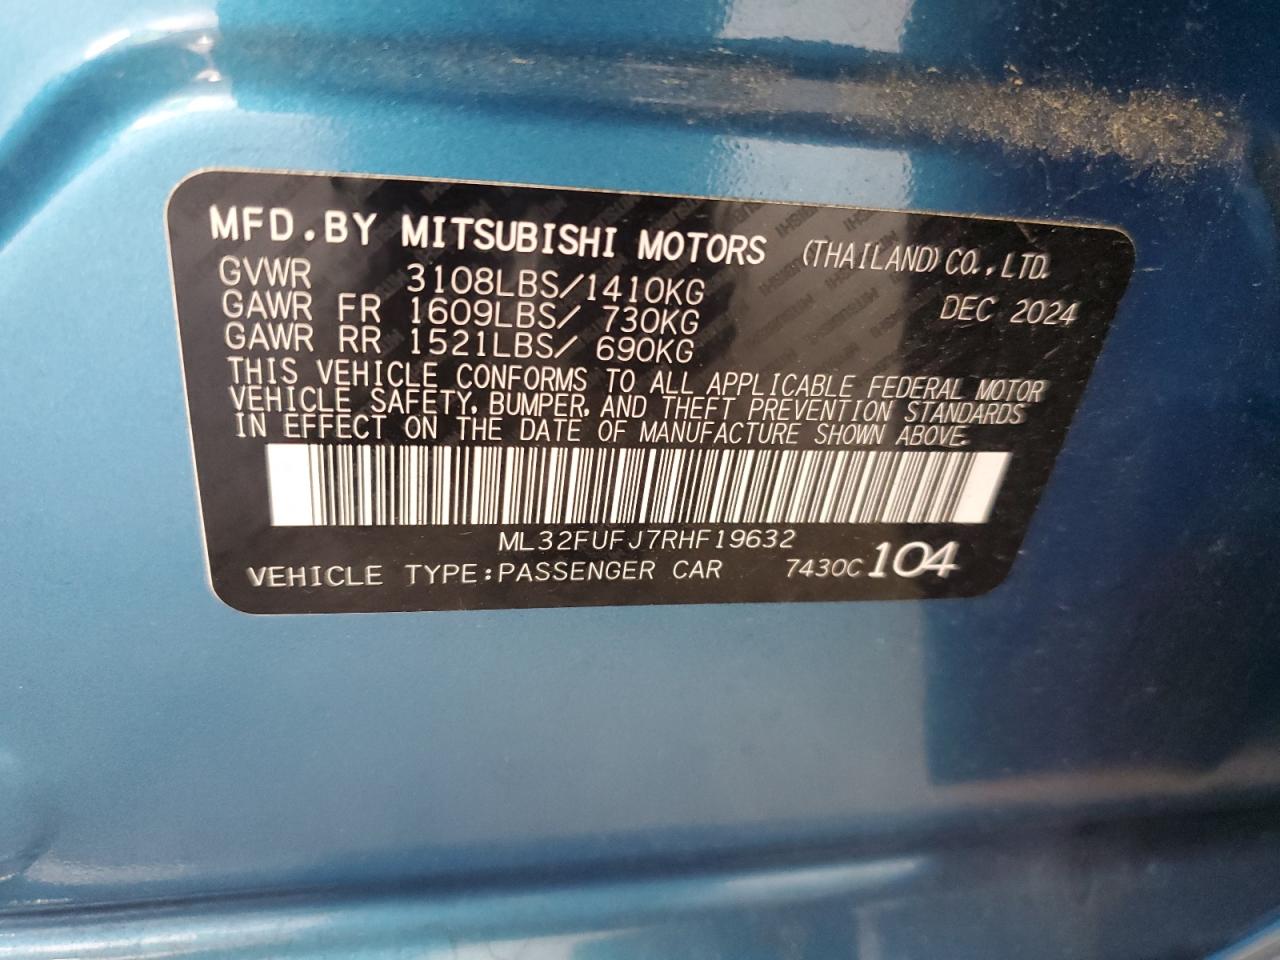 MFD.BY MITSUBISHI MOTORS (THAILAND) CO.,LTD.
GVWR 3108LBS/1410KG DEC 2024
GAWR FR 1609LBS/ 730KG
GAWR RR 1521LBS/ 690KG
THIS VEHICLE CONFORMS TO ALL APPLICABLE FEDERAL MOTOR
VEHICLE SAFETY, BUMPER, AND THEFT PREVENTION STANDARDS
IN EFFECT ON THE DATE OF MANUFACTURE SHOWN ABOVE.
ML32FUFJ7RHF19632
VEHICLE TYPE:PASSENGER CAR 7430C 104